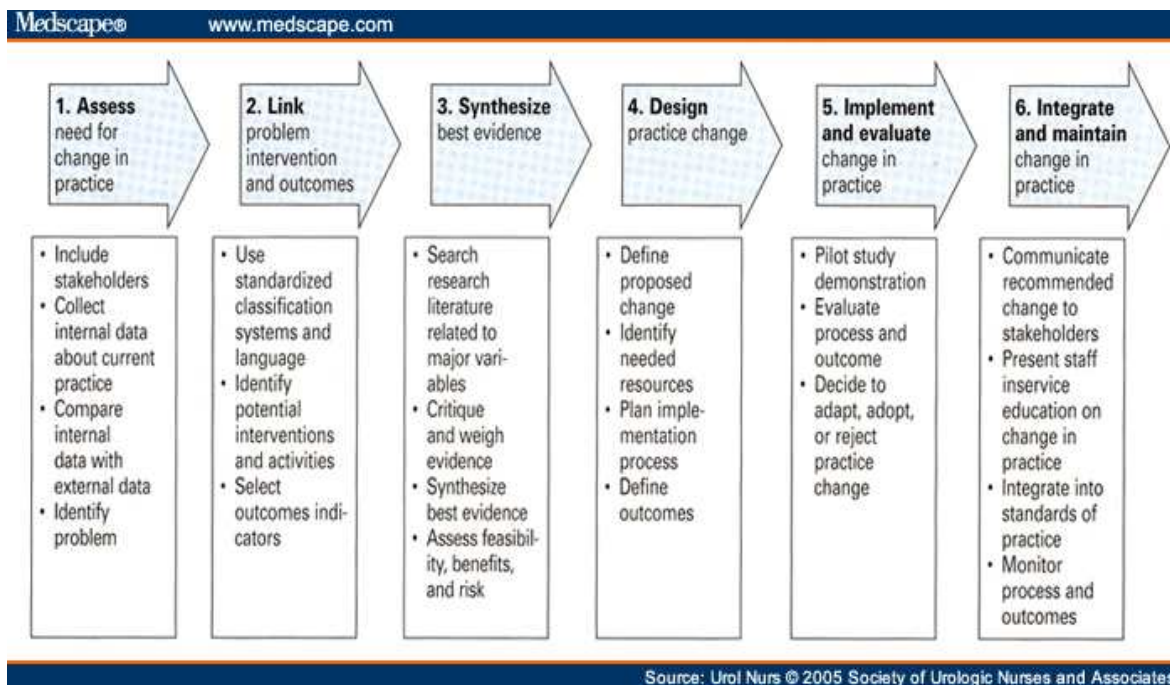 Medscape® www.medscape.com
1. Assess
need for
change in
practice
2. Link
problem
intervention
and outcomes
3. Synthesize
best evidence
4. Design
practice change
5. Implement
and evaluate
change in
practice
6. Integrate
and maintain
change in
practice
• Include
stakeholders
• Collect
internal data
about current
practice
• Compare
internal
data with
external data
• Identify
problem
• Use
standardized
classification
systems and
language
• Identify
potential
interventions
and activities
• Select
outcomes indi-
cators
• Search
research
literature
related to
major vari-
ables
• Critique
and weigh
evidence
• Synthesize
best evidence
• Assess feasibil-
ity, benefits,
and risk
• Define
proposed
change
• Identify
needed
resources
• Plan imple-
mentation
process
• Define
outcomes
• Pilot study
demonstration
• Evaluate
process and
outcome
• Decide to
adapt, adopt,
or reject
practice
change
• Communicate
recommended
change to
stakeholders
• Present staff
inservice
education on
change in
practice
• Integrate into
standards of
practice
• Monitor
process and
outcomes
Source: Urol Nurs © 2005 Society of Urologic Nurses and Associates